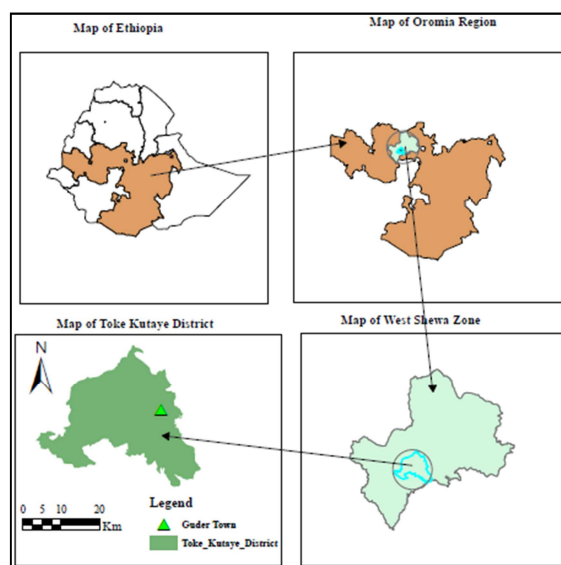 Map of Ethiopia
Map of Oromia Region
Map of Toke Kutaye District
Map of West Shewa Zone
N
Legend
Guder Town
Toke_Kutaye_District
0 5 10 20
Km